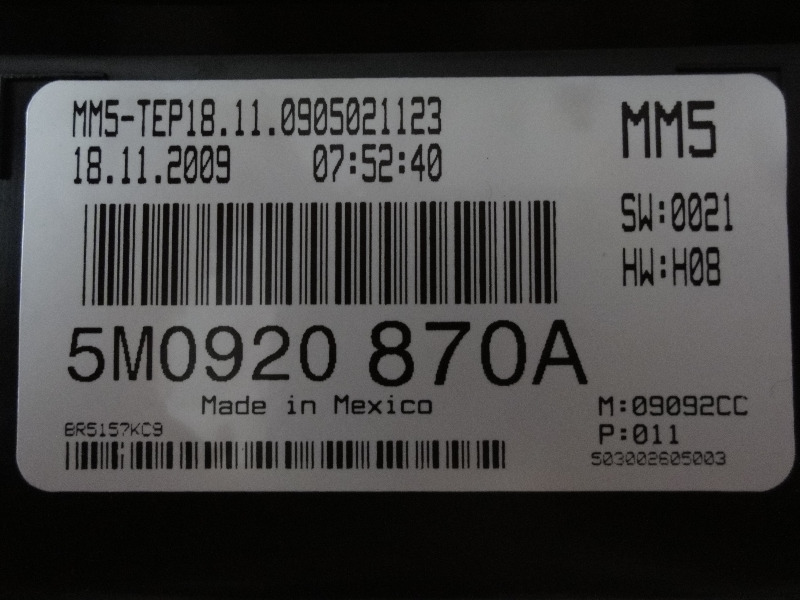 MM5-TEP18.11.0905021123
18.11.2009 07:52:40
MM5
SW:0021
HW:H08
5M0920 870A
Made in Mexico
8R5157KC9
M:09092CC
P:011
503002605003